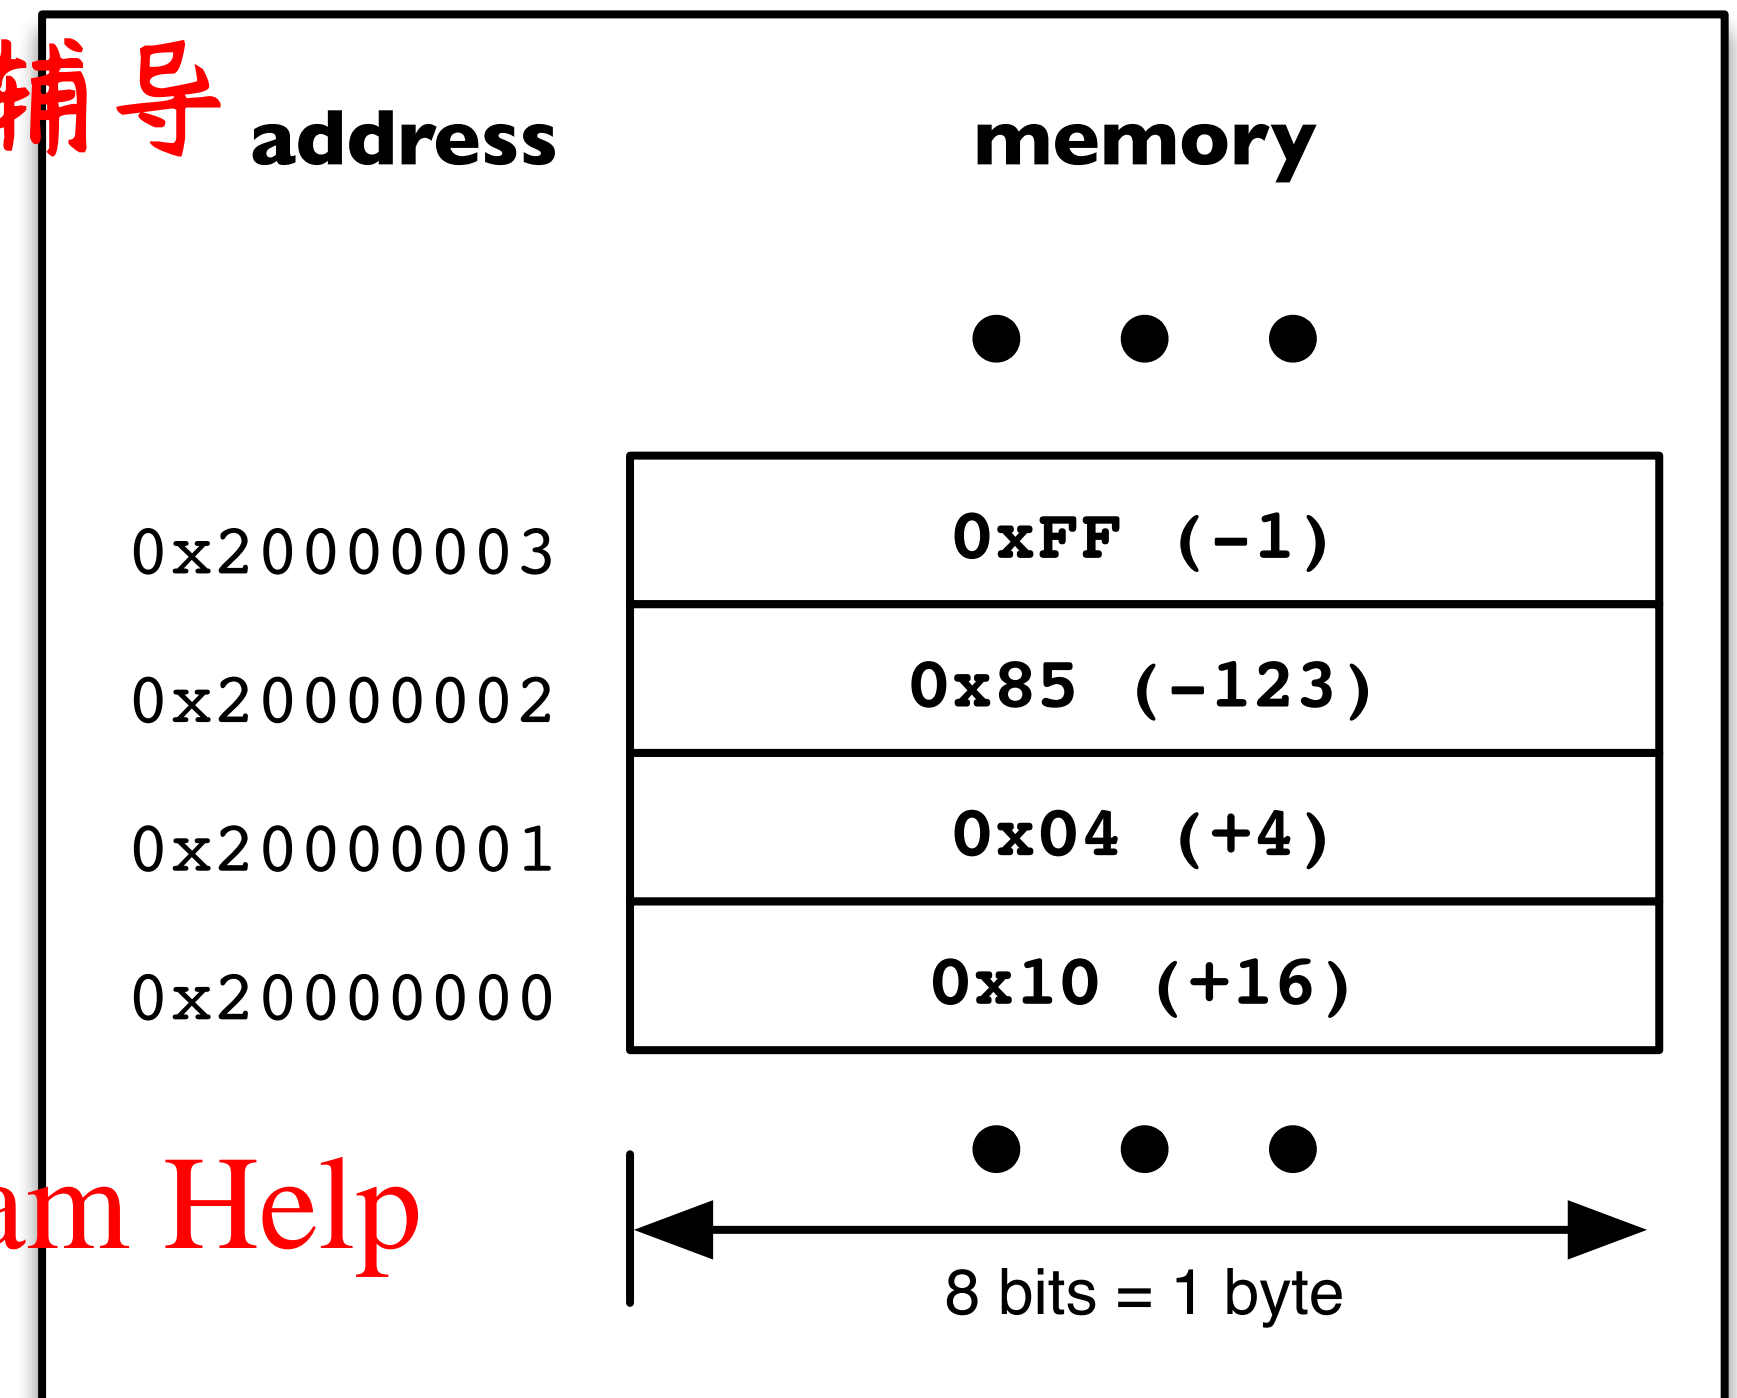 辅导
address memory
0x20000003 0xFF (-1)
0x20000002 0x85 (-123)
0x20000001 0x04 (+4)
0x20000000 0x10 (+16)
am Help
8 bits = 1 byte